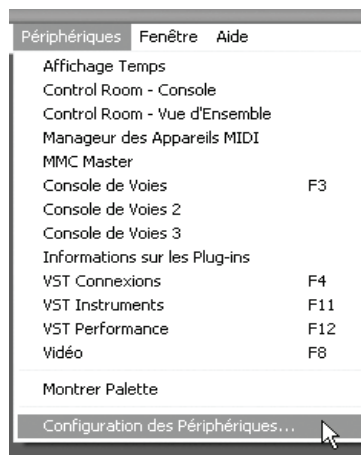 Périphériques Fenêtre Aide
Affichage Temps
Control Room - Console
Control Room - Vue d'Ensemble
Manageur des Appareils MIDI
MMC Master
Console de Voies F3
Console de Voies 2
Console de Voies 3
Informations sur les Plug-ins
VST Connexions F4
VST Instruments F11
VST Performance F12
Vidéo F8
Montrer Palette
Configuration des Périphériques...